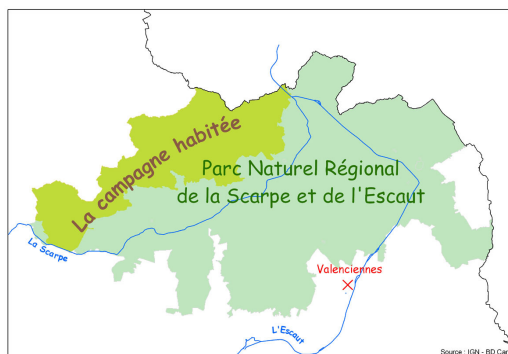 La campagne habitée
Parc Naturel Régional
de la Scarpe et de l'Escaut
La Scarpe
Valenciennes
L'Escaut
Source : IGN - BD Car